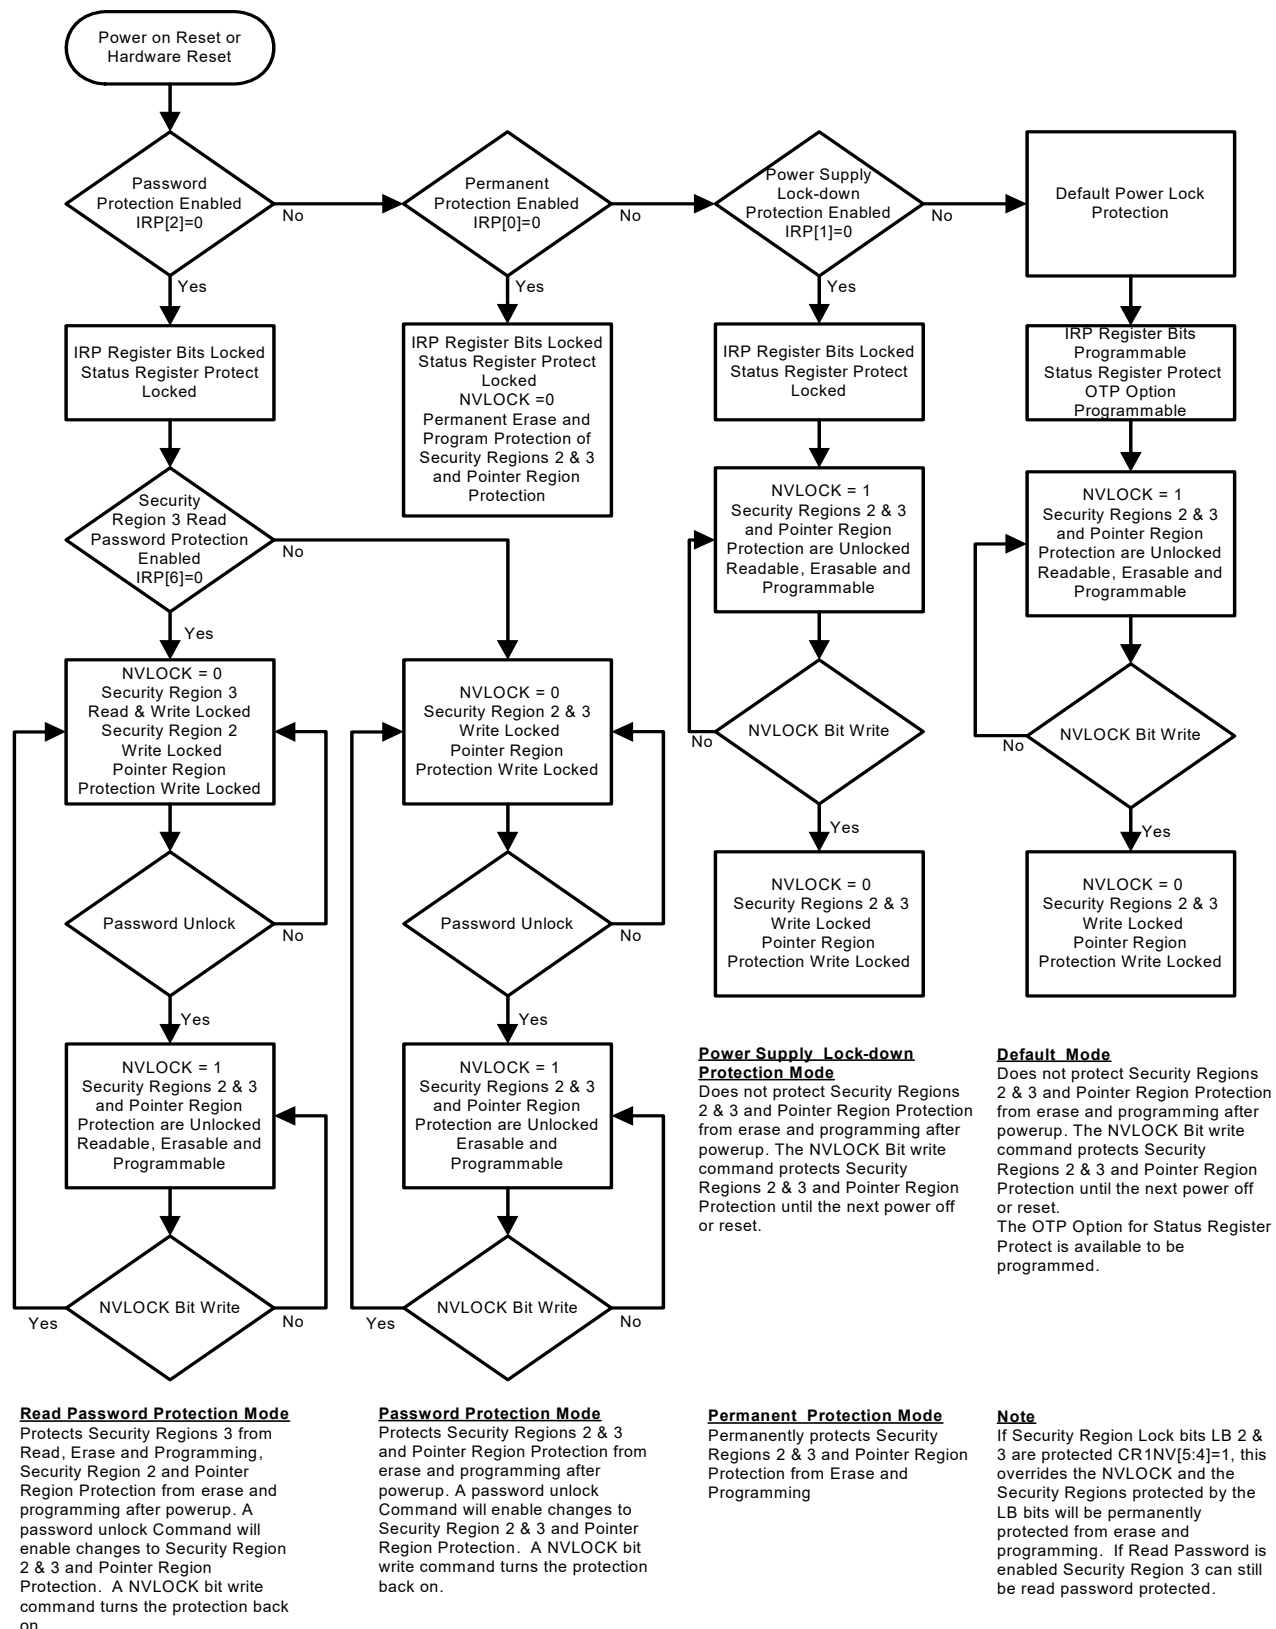 Power on Reset or
Hardware Reset
Password
Protection Enabled
IRP[2]=0
No
Yes
Permanent
Protection Enabled
IRP[0]=0
No
Yes
Power Supply
Lock-down
Protection Enabled
IRP[1]=0
No
Yes
Default Power Lock
Protection
IRP Register Bits Locked
Status Register Protect
Locked
IRP Register Bits Locked
Status Register Protect
Locked
NVLOCK =0
Permanent Erase and
Program Protection of
Security Regions 2 & 3
and Pointer Region
Protection
IRP Register Bits Locked
Status Register Protect
Locked
IRP Register Bits
Programmable
Status Register Protect
OTP Option
Programmable
Security
Region 3 Read
Password Protection
Enabled
IRP[6]=0
No
Yes
NVLOCK = 1
Security Regions 2 & 3
and Pointer Region
Protection are Unlocked
Readable, Erasable and
Programmable
NVLOCK = 1
Security Regions 2 & 3
and Pointer Region
Protection are Unlocked
Readable, Erasable and
Programmable
NVLOCK = 0
Security Region 3
Read & Write Locked
Security Region 2
Write Locked
Pointer Region
Protection Write Locked
NVLOCK = 0
Security Region 2 & 3
Write Locked
Pointer Region
Protection Write Locked
NVLOCK Bit Write
No
Yes
NVLOCK Bit Write
No
Yes
Password Unlock
No
Yes
Password Unlock
No
Yes
NVLOCK = 0
Security Regions 2 & 3
Write Locked
Pointer Region
Protection Write Locked
NVLOCK = 0
Security Regions 2 & 3
Write Locked
Pointer Region
Protection Write Locked
NVLOCK = 1
Security Regions 2 & 3
and Pointer Region
Protection are Unlocked
Readable, Erasable and
Programmable
NVLOCK = 1
Security Regions 2 & 3
and Pointer Region
Protection are Unlocked
Erasable and
Programmable
NVLOCK Bit Write
Yes
No
NVLOCK Bit Write
Yes
No
Power Supply Lock-down
Protection Mode
Does not protect Security Regions
2 & 3 and Pointer Region Protection
from erase and programming after
powerup. The NVLOCK Bit write
command protects Security
Regions 2 & 3 and Pointer Region
Protection until the next power off
or reset.
Default Mode
Does not protect Security Regions
2 & 3 and Pointer Region Protection
from erase and programming after
powerup. The NVLOCK Bit write
command protects Security
Regions 2 & 3 and Pointer Region
Protection until the next power off
or reset.
The OTP Option for Status Register
Protect is available to be
programmed.
Read Password Protection Mode
Protects Security Regions 3 from
Read, Erase and Programming,
Security Region 2 and Pointer
Region Protection from erase and
programming after powerup. A
password unlock Command will
enable changes to Security Region
2 & 3 and Pointer Region
Protection. A NVLOCK bit write
command turns the protection back
on
Password Protection Mode
Protects Security Regions 2 & 3
and Pointer Region Protection from
erase and programming after
powerup. A password unlock
Command will enable changes to
Security Region 2 & 3 and Pointer
Region Protection. A NVLOCK bit
write command turns the protection
back on.
Permanent Protection Mode
Permanently protects Security
Regions 2 & 3 and Pointer Region
Protection from Erase and
Programming
Note
If Security Region Lock bits LB 2 &
3 are protected CR1NV[5:4]=1, this
overrides the NVLOCK and the
Security Regions protected by the
LB bits will be permanently
protected from erase and
programming. If Read Password is
enabled Security Region 3 can still
be read password protected.